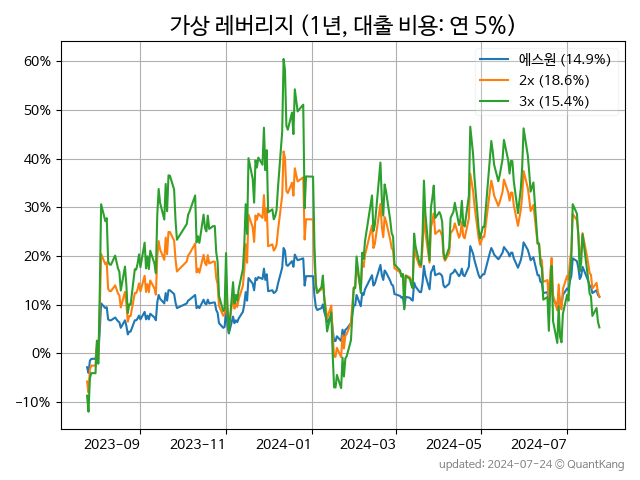 가상 레버리지 (1년, 대출 비용: 연 5%)
에스원 (14.9%)
2x (18.6%)
3x (15.4%)
60%
50%
40%
30%
20%
10%
0%
−10%
2023-09
2023-11
2024-01
2024-03
2024-05
2024-07
updated: 2024-07-24 © QuantKang